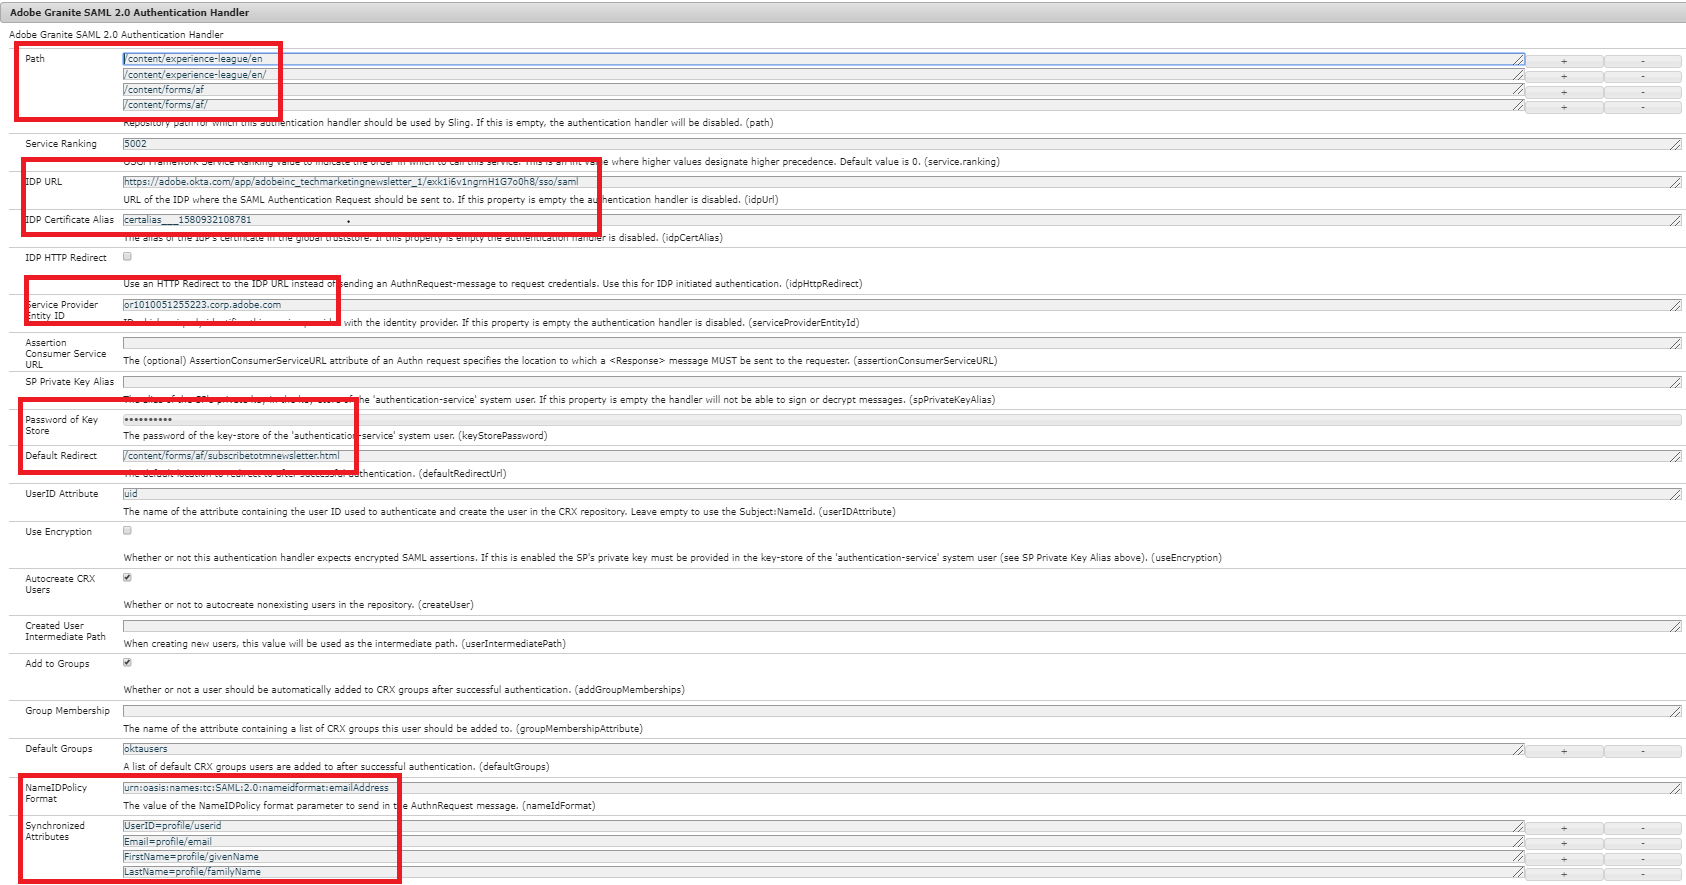 Adobe Granite SAML 2.0 Authentication Handler
Adobe Granite SAML 2.0 Authentication Handler
Path
/content/experience-league/en
+ -
/content/experience-league/en/
+ -
/content/forms/af
+ -
/content/forms/af/
+ -
Repository path for which this authentication handler should be used by Sling. If this is empty, the authentication handler will be disabled. (path)
Service Ranking
5002
OSGi Framework Service Ranking value to indicate the order in which to call this service. This is an int value where higher values designate higher precedence. Default value is 0. (service.ranking)
IDP URL
https://adobe.okta.com/app/adobeinc_techmarketingnewsletter_1/exk1i6v1ngrnH1G7o0h8/sso/saml
URL of the IDP where the SAML Authentication Request should be sent to. If this property is empty the authentication handler is disabled. (idpUrl)
IDP Certificate Alias
certalias___1580932108781
The alias of the IdP's certificate in the global truststore. If this property is empty the authentication handler is disabled. (idpCertAlias)
IDP HTTP Redirect
Use an HTTP Redirect to the IDP URL instead of sending an AuthnRequest-message to request credentials. Use this for IDP initiated authentication. (idpHttpRedirect)
Service Provider
Entity ID
or1010051255223.corp.adobe.com
with the identity provider. If this property is empty the authentication handler is disabled. (serviceProviderEntityId)
Assertion
Consumer Service
URL
The (optional) AssertionConsumerServiceURL attribute of an Authn request specifies the location to which a <Response> message MUST be sent to the requester. (assertionConsumerServiceURL)
SP Private Key Alias
The alias of the SP's private key in the key-store of the 'authentication-service' system user. If this property is empty the handler will not be able to sign or decrypt messages. (spPrivateKeyAlias)
Password of Key
Store
••••••••••
The password of the key-store of the 'authentication-service' system user. (keyStorePassword)
Default Redirect
/content/forms/af/subscribetotmnewsletter.html
The default location to redirect to after successful authentication. (defaultRedirectUrl)
UserID Attribute
uid
The name of the attribute containing the user ID used to authenticate and create the user in the CRX repository. Leave empty to use the Subject:NameId. (userIDAttribute)
Use Encryption
Whether or not this authentication handler expects encrypted SAML assertions. If this is enabled the SP's private key must be provided in the key-store of the 'authentication-service' system user (see SP Private Key Alias above). (useEncryption)
Autocreate CRX
Users
Whether or not to autocreate nonexisting users in the repository. (createUser)
Created User
Intermediate Path
When creating new users, this value will be used as the intermediate path. (userIntermediatePath)
Add to Groups
Whether or not a user should be automatically added to CRX groups after successful authentication. (addGroupMemberships)
Group Membership
The name of the attribute containing a list of CRX groups this user should be added to. (groupMembershipAttribute)
Default Groups
oktausers
+ -
A list of default CRX groups users are added to after successful authentication. (defaultGroups)
NameIDPolicy
Format
urn:oasis:names:tc:SAML:2.0:nameidformat:emailAddress
The value of the NameIDPolicy format parameter to send in the AuthnRequest message. (nameIdFormat)
Synchronized
Attributes
UserID=profile/userid
+ -
Email=profile/email
+ -
FirstName=profile/givenName
+ -
LastName=profile/familyName
+ -